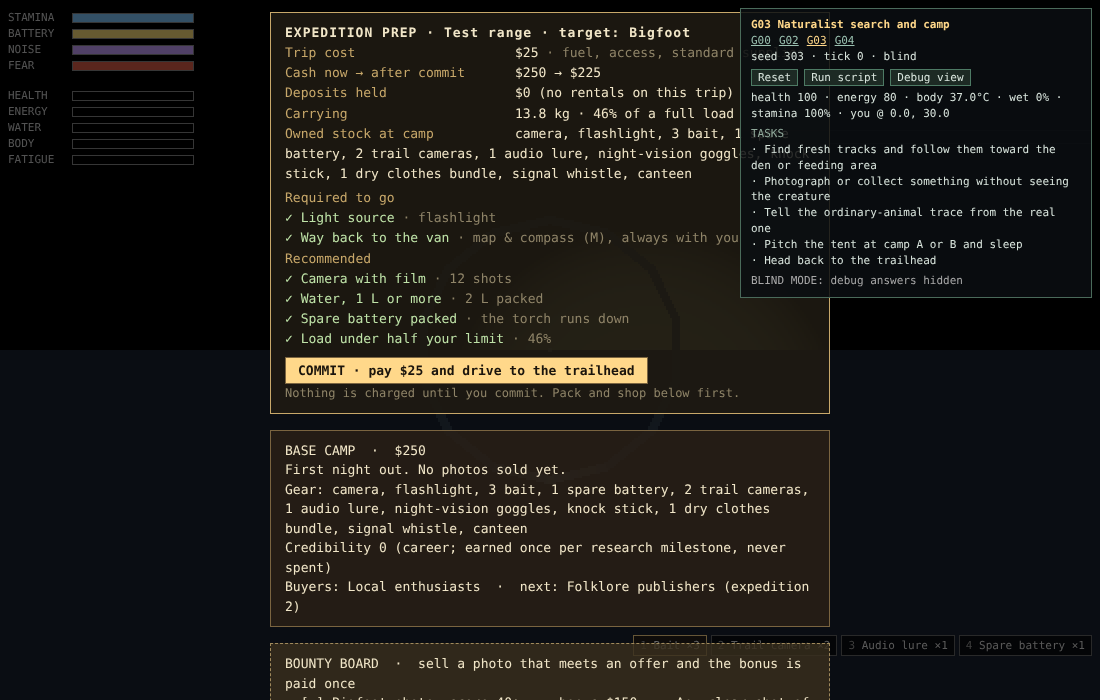 STAMINA
BATTERY
NOISE
FEAR
HEALTH
ENERGY
WATER
BODY
FATIGUE
EXPEDITION PREP · Test range · target: Bigfoot
Trip cost $25 · fuel, access, standard
Cash now → after commit $250 → $225
Deposits held $0 (no rentals on this trip)
Carrying 13.8 kg · 46% of a full load
Owned stock at camp camera, flashlight, 3 bait, 1 spare
battery, 2 trail cameras, 1 audio lure, night-vision goggles, knock
stick, 1 dry clothes bundle, signal whistle, canteen
Required to go
✓ Light source · flashlight
✓ Way back to the van · map & compass (M), always with you
Recommended
✓ Camera with film · 12 shots
✓ Water, 1 L or more · 2 L packed
✓ Spare battery packed · the torch runs down
✓ Load under half your limit · 46%
COMMIT · pay $25 and drive to the trailhead
Nothing is charged until you commit. Pack and shop below first.
G03 Naturalist search and camp
G00 G02 G03 G04
seed 303 · tick 0 · blind
Reset Run script Debug view
health 100 · energy 80 · body 37.0°C · wet 0% ·
stamina 100% · you @ 0.0, 30.0
TASKS
· Find fresh tracks and follow them toward the
den or feeding area
· Photograph or collect something without seeing
the creature
· Tell the ordinary-animal trace from the real
one
· Pitch the tent at camp A or B and sleep
· Head back to the trailhead
BLIND MODE: debug answers hidden
BASE CAMP · $250
First night out. No photos sold yet.
Gear: camera, flashlight, 3 bait, 1 spare battery, 2 trail cameras,
1 audio lure, night-vision goggles, knock stick, 1 dry clothes
bundle, signal whistle, canteen
Credibility 0 (career; earned once per research milestone, never
spent)
Buyers: Local enthusiasts · next: Folklore publishers (expedition
2)
1 Bait ×3 2 Trail camera ×2 3 Audio lure ×1 4 Spare battery ×1
BOUNTY BOARD · sell a photo that meets an offer and the bonus is
paid once